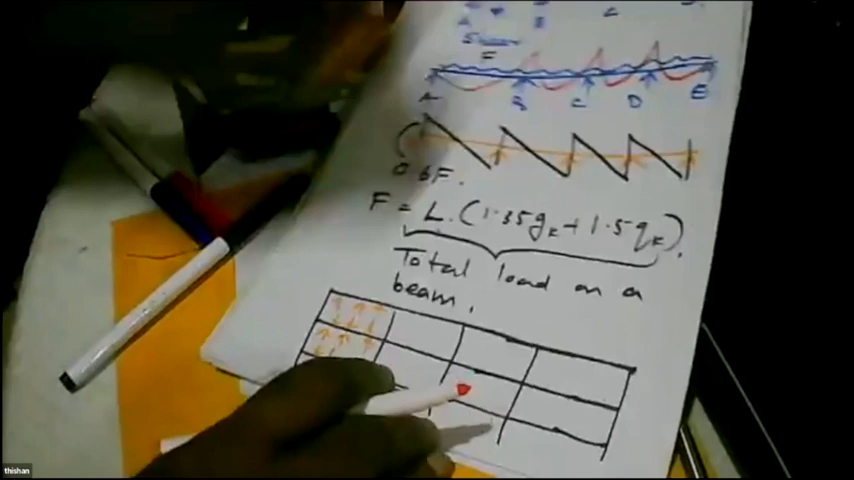 A B C
Shear
F
A B C D E
0.6F.
F = L.(1.35gk + 1.5qk).
Total load on a
beam.
thishan